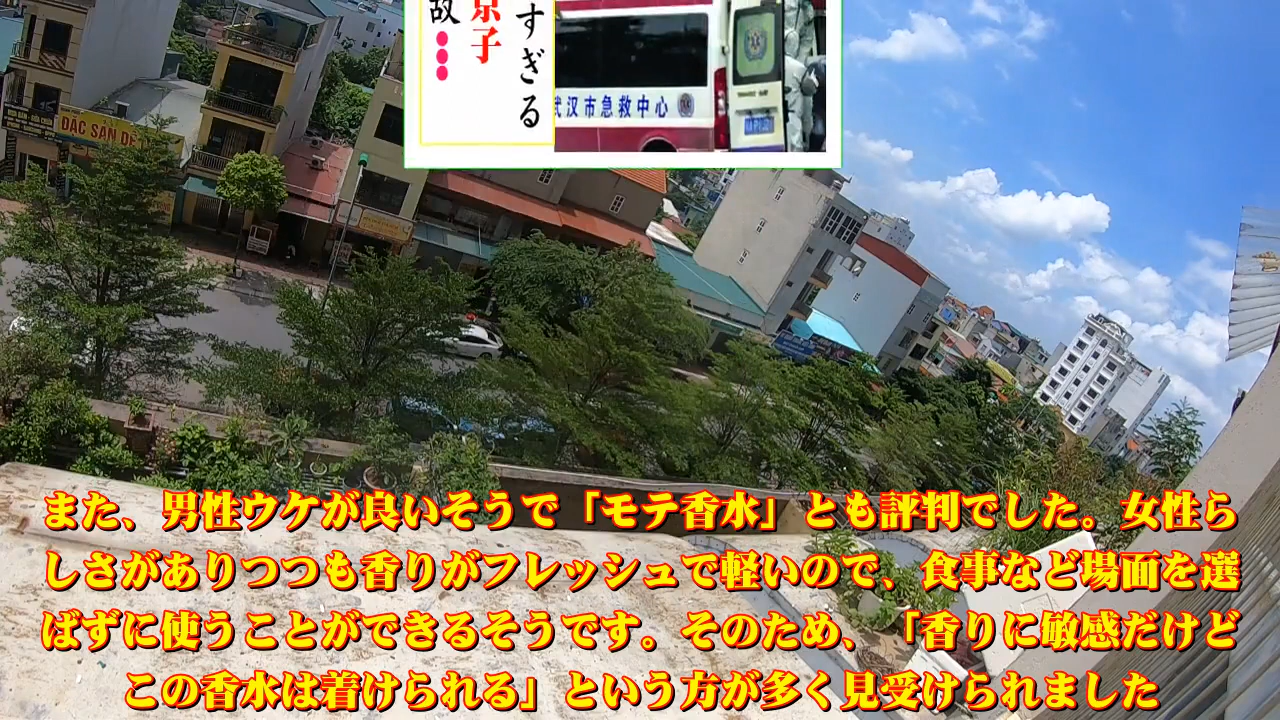 すぎる
京子
故
武汉市急救中心
ĐẶC SẢN DÊ
また、男性ウケが良いそうで「モテ香水」とも評判でした。女性ら
しさがありつつも香りがフレッシュで軽いので、食事など場面を選
ばずに使うことができるそうです。そのため、「香りに敏感だけど
この香水は着けられる」という方が多く見受けられました